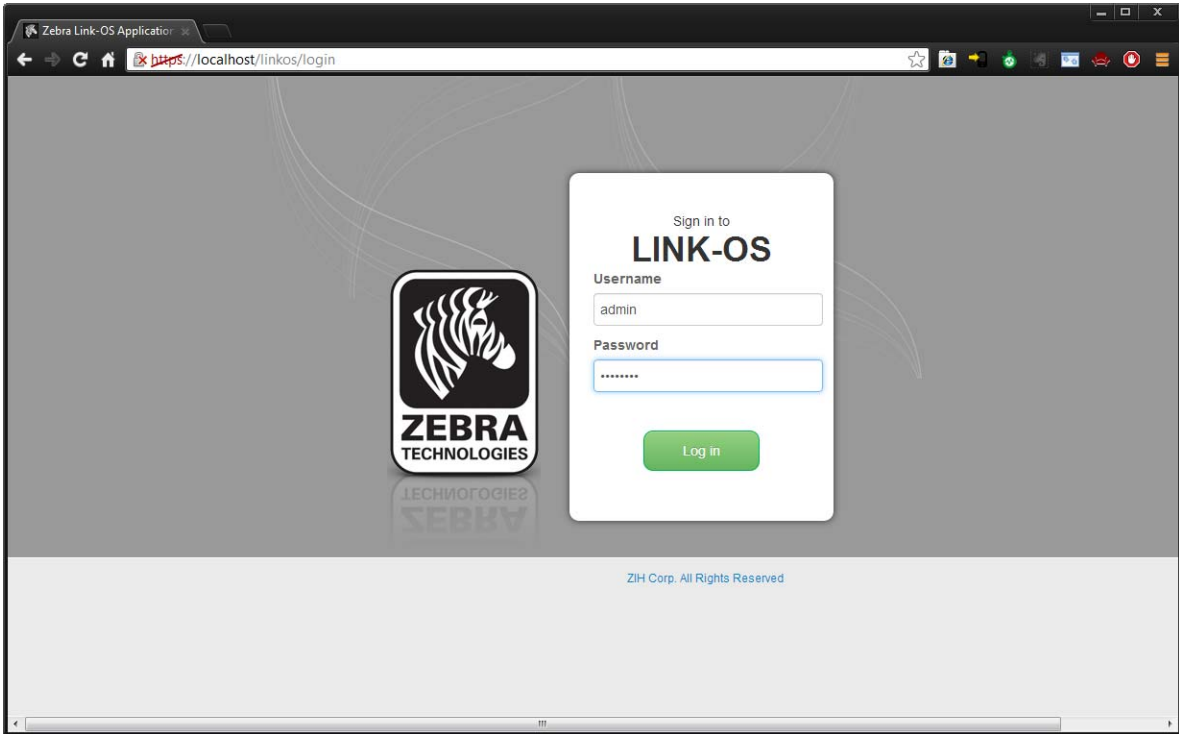 Zebra Link-OS Application
https://localhost/linkos/login
Sign in to
LINK-OS
Username
admin
Password
••••••••
Log in
ZEBRA
TECHNOLOGIES
ZIH Corp. All Rights Reserved